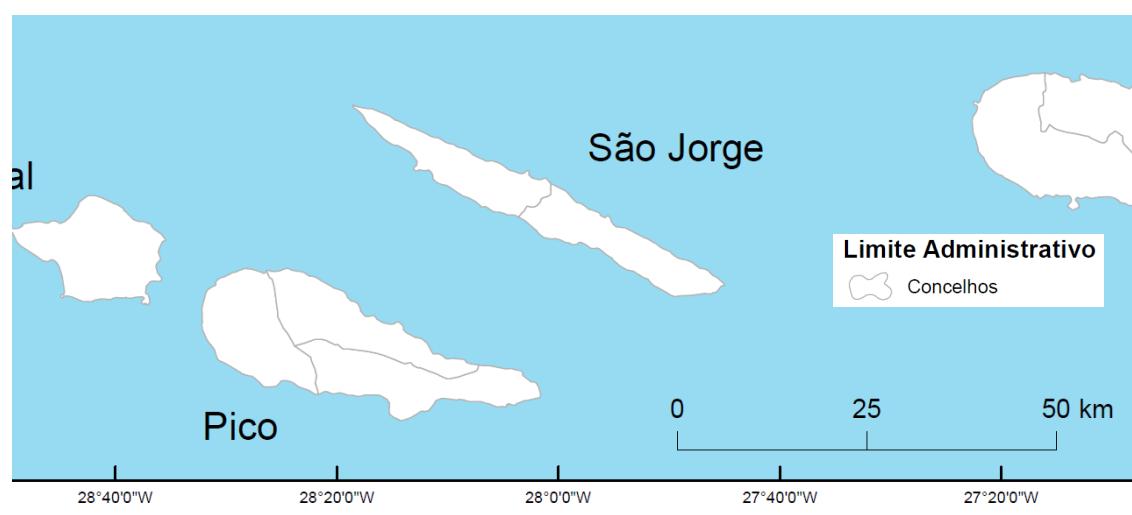 São Jorge
al
Limite Administrativo
Concelhos
Pico
0 25 50 km
28°40'0"W 28°20'0"W 28°0'0"W 27°40'0"W 27°20'0"W